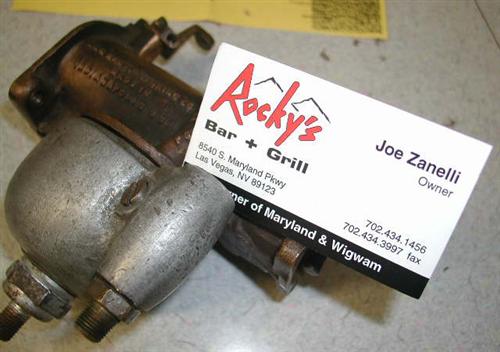 Rocky's
Bar + Grill
8540 S. Maryland Pkwy
Las Vegas, NV 89123
Joe Zanelli
Owner
702.434.1456
702.434.3997 fax
of Maryland & Wigwam